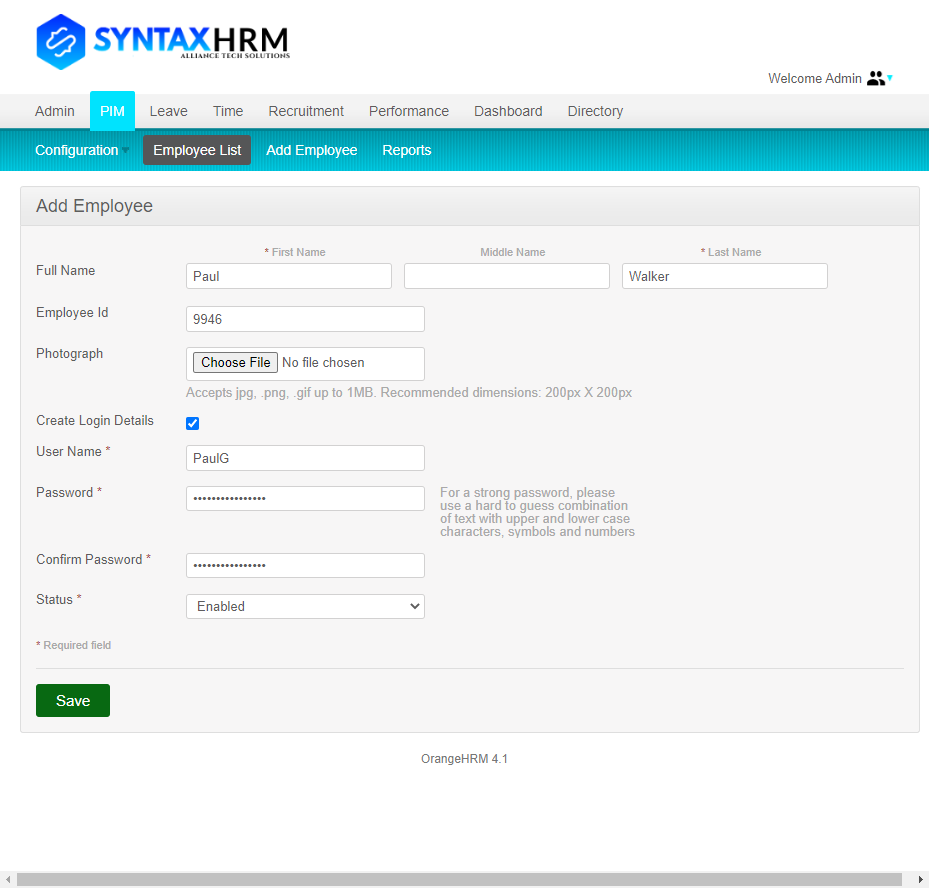 SYNTAXHRM
ALLIANCE TECH SOLUTIONS
Welcome Admin
Admin PIM Leave Time Recruitment Performance Dashboard Directory
Configuration Employee List Add Employee Reports
Add Employee
* First Name Middle Name * Last Name
Full Name Paul Walker
Employee Id 9946
Photograph Choose File No file chosen
Accepts jpg, .png, .gif up to 1MB. Recommended dimensions: 200px X 200px
Create Login Details
User Name * PaulG
Password * ••••••••••••••••
For a strong password, please
use a hard to guess combination
of text with upper and lower case
characters, symbols and numbers
Confirm Password * ••••••••••••••••
Status * Enabled
* Required field
Save
OrangeHRM 4.1